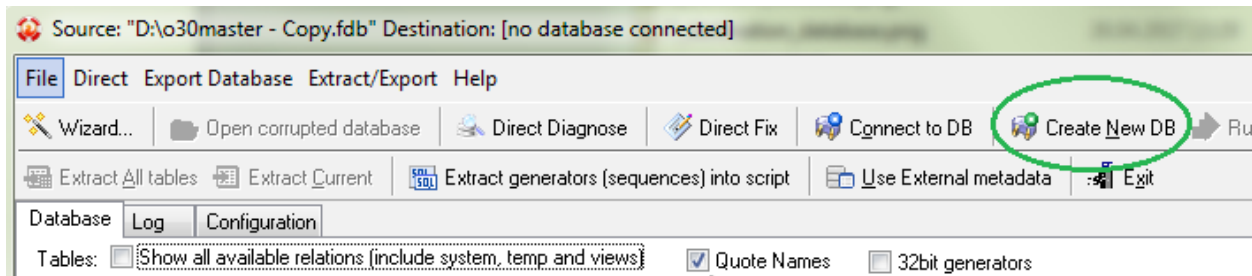 Source: "D:\o30master - Copy.fdb" Destination: [no database connected]
File Direct Export Database Extract/Export Help
Wizard... Open corrupted database Direct Diagnose Direct Fix Connect to DB Create New DB Ru
Extract All tables Extract Current Extract generators (sequences) into script Use External metadata Exit
Database Log Configuration
Tables: Show all available relations (include system, temp and views) Quote Names 32bit generators